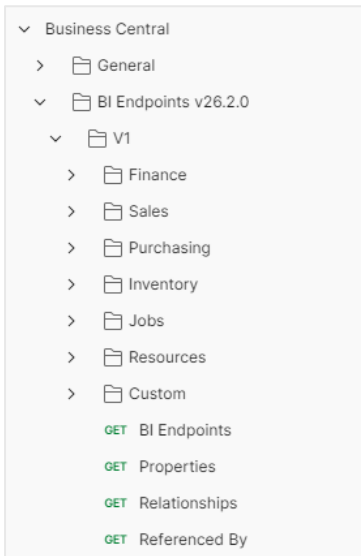 Business Central
General
BI Endpoints v26.2.0
V1
Finance
Sales
Purchasing
Inventory
Jobs
Resources
Custom
GET BI Endpoints
GET Properties
GET Relationships
GET Referenced By